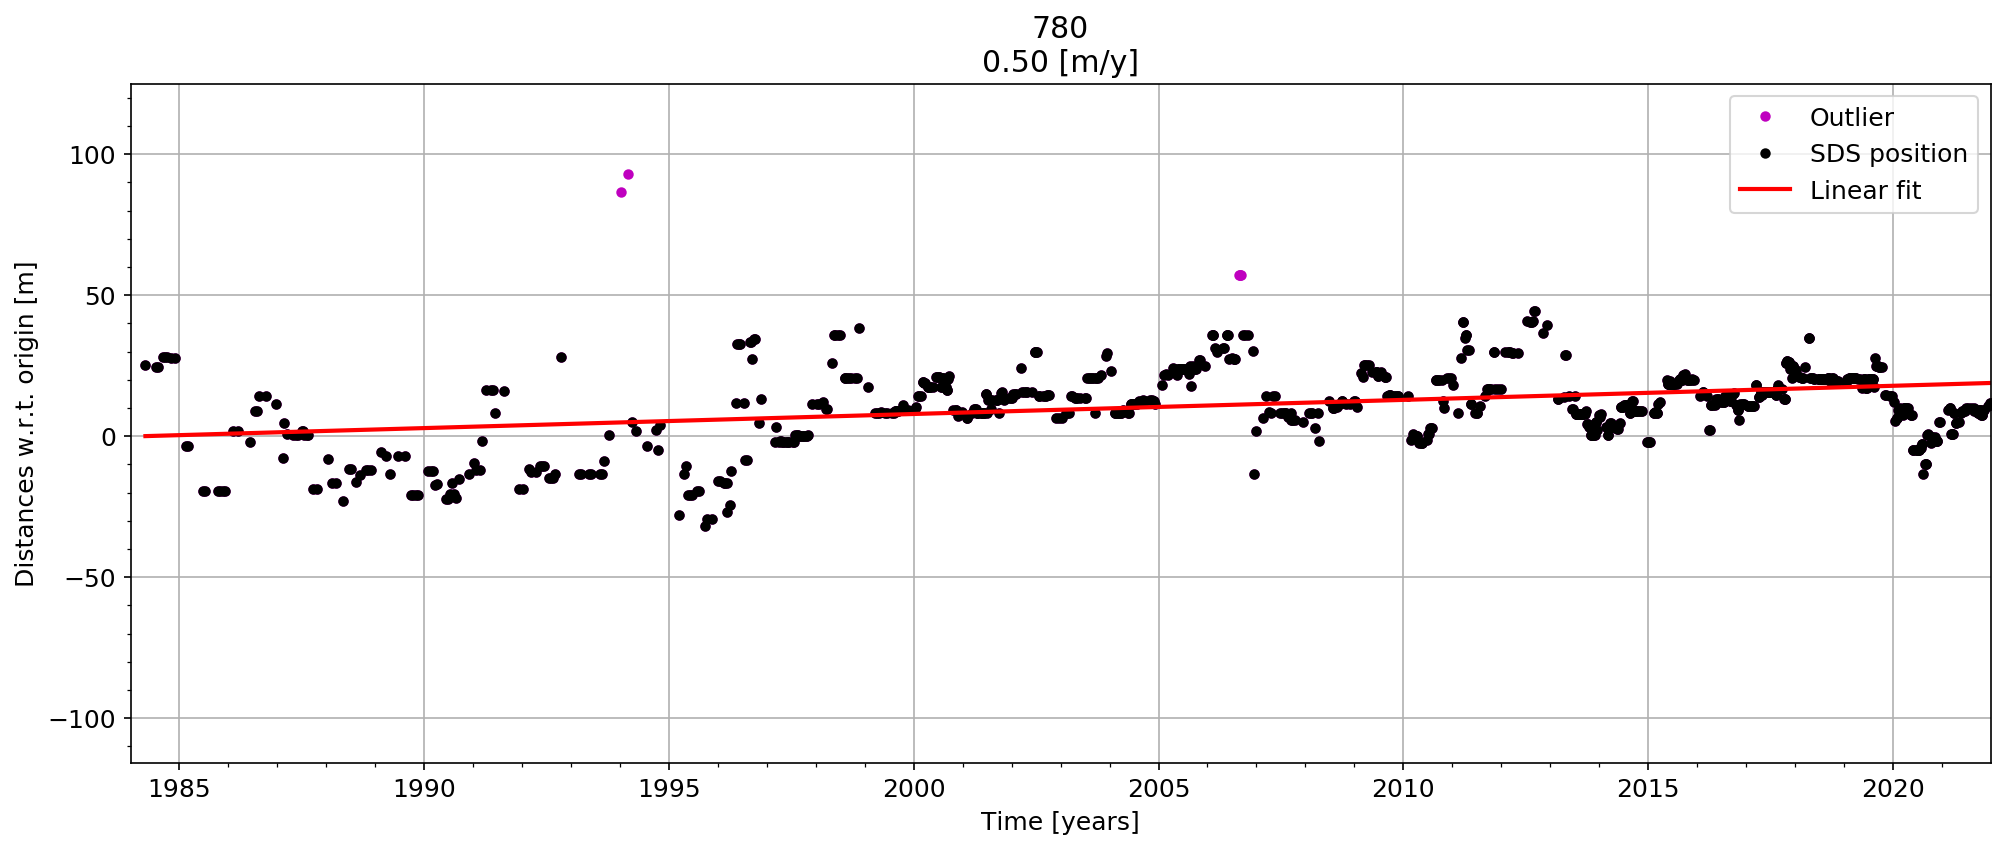 780
0.50 [m/y]
Outlier
SDS position
Linear fit
Distances w.r.t. origin [m]
100
50
0
−50
−100
1985 1990 1995 2000 2005 2010 2015 2020
Time [years]